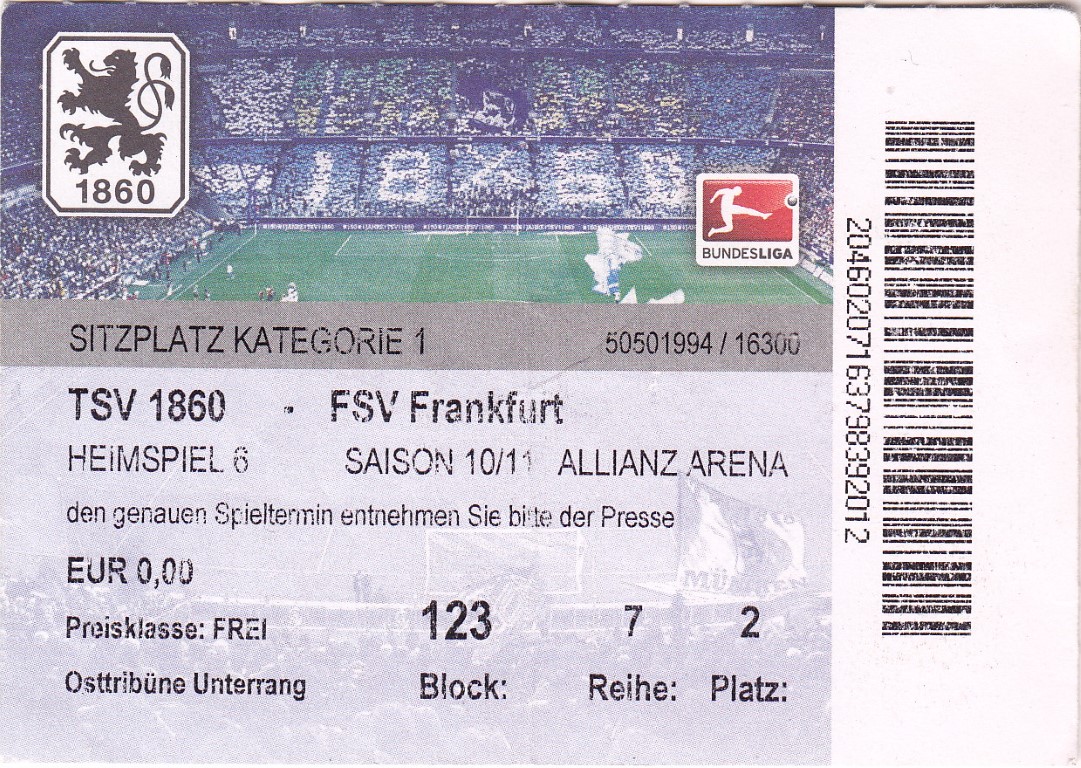 1860
1860
BUNDESLIGA
SITZPLATZ KATEGORIE 1 50501994 / 16300
TSV 1860 - FSV Frankfurt
HEIMSPIEL 6 SAISON 10/11 ALLIANZ ARENA
den genauen Spieltermin entnehmen Sie bitte der Presse
EUR 0,00
MÜNCHEN
Preisklasse: FREI 123 7 2
Osttribüne Unterrang Block: Reihe: Platz:
20460207163798392012